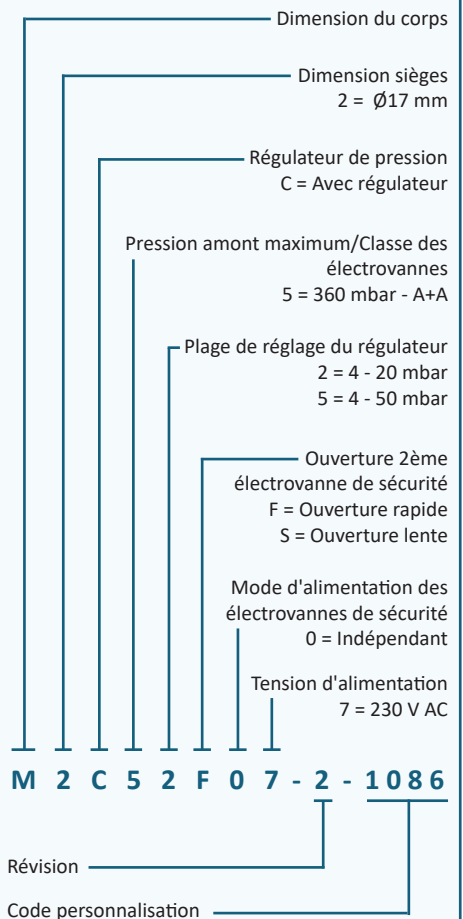 Dimension du corps
Dimension sièges
2 = Ø17 mm
Régulateur de pression
C = Avec régulateur
Pression amont maximum/Classe des
électrovannes
5 = 360 mbar - A+A
Plage de réglage du régulateur
2 = 4 - 20 mbar
5 = 4 - 50 mbar
Ouverture 2ème
électrovanne de sécurité
F = Ouverture rapide
S = Ouverture lente
Mode d'alimentation des
électrovannes de sécurité
0 = Indépendant
Tension d'alimentation
7 = 230 V AC
M 2 C 5 2 F 0 7 - 2 - 1086
Révision
Code personnalisation